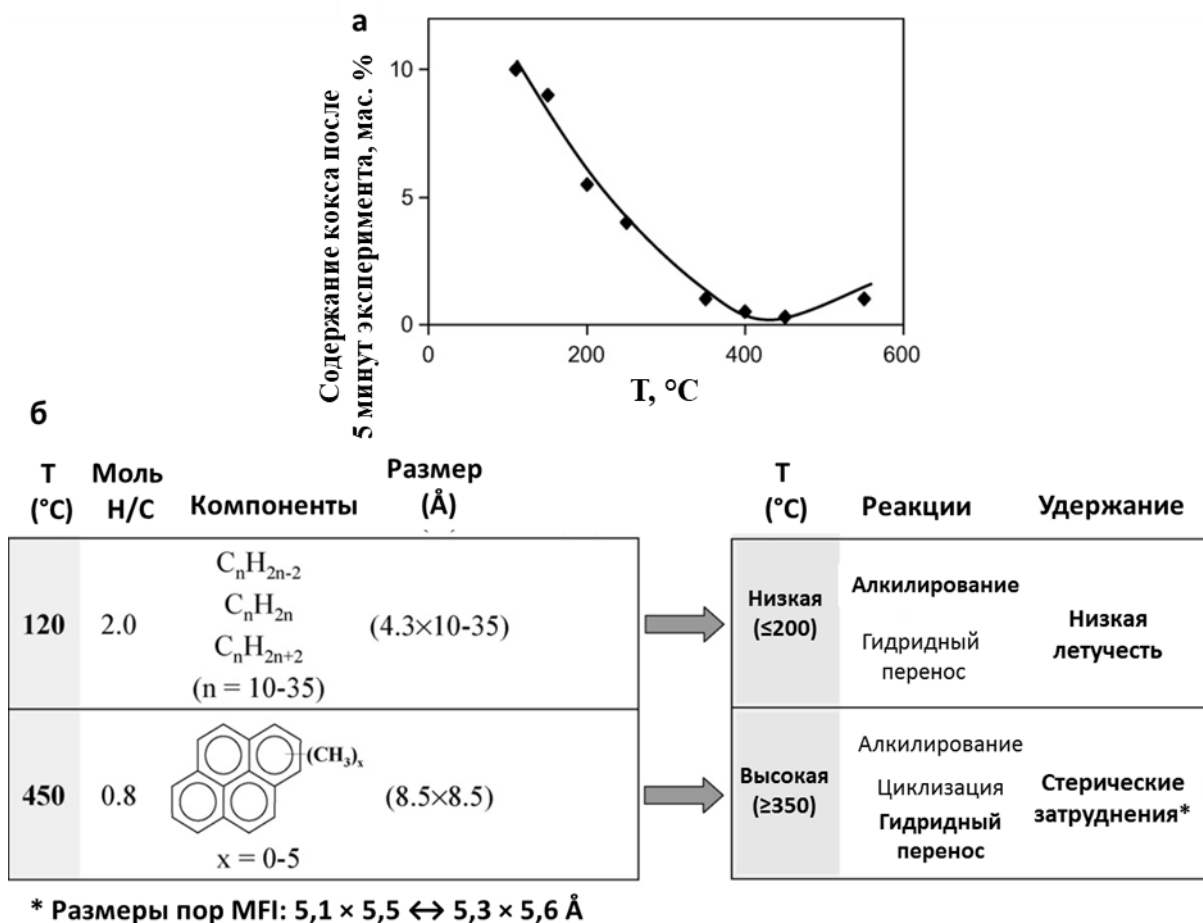 а
Содержание кокса после
5 минут эксперимента, мас. %
10
5
0
0
200
400
600
T, °C
б
T
(°C)
Моль
H/C
Компоненты
Размер
(Å)
T
(°C)
Реакции
Удержание
120
2.0
CnH2n-2
CnH2n
CnH2n+2
(n = 10-35)
(4.3×10-35)
Низкая
(≤200)
Алкилирование
Гидридный
перенос
Низкая
летучесть
450
0.8
(CH3)x
x = 0-5
(8.5×8.5)
Высокая
(≥350)
Алкилирование
Циклизация
Гидридный
перенос
Стерические
затруднения*
* Размеры пор MFI: 5,1 × 5,5 ↔ 5,3 × 5,6 Å